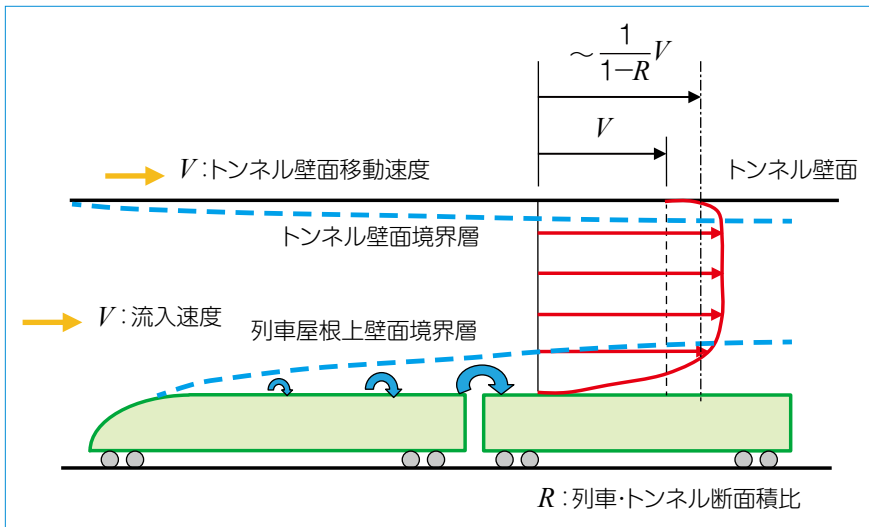 ～1/(1−R) V
V
V：トンネル壁面移動速度
トンネル壁面
トンネル壁面境界層
V：流入速度
列車屋根上壁面境界層
R：列車・トンネル断面積比